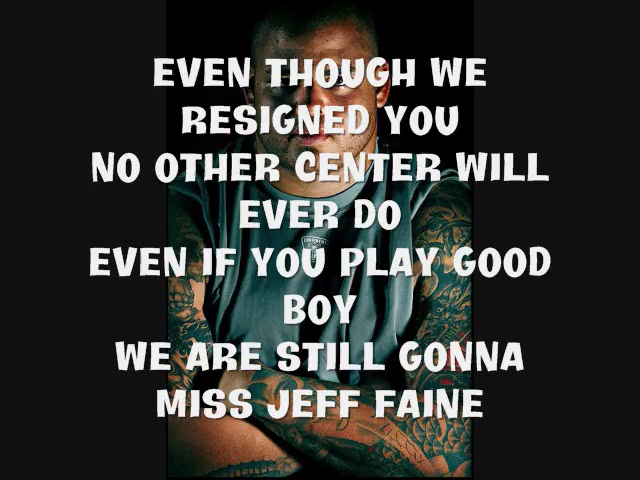 EVEN THOUGH WE
RESIGNED YOU
NO OTHER CENTER WILL
EVER DO
EVEN IF YOU PLAY GOOD
BOY
WE ARE STILL GONNA
MISS JEFF FAINE